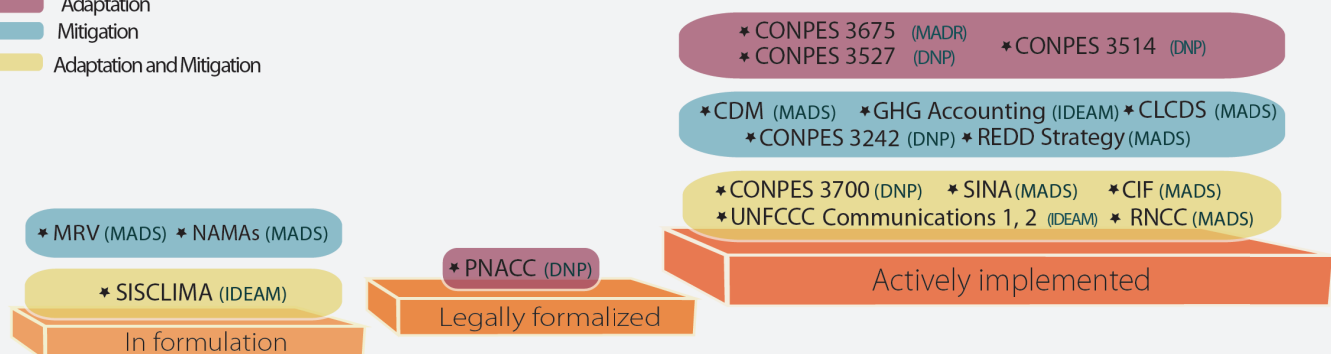 Adaptation
Mitigation
Adaptation and Mitigation
★ CONPES 3675 (MADR) ★ CONPES 3514 (DNP)
★ CONPES 3527 (DNP)
★ CDM (MADS) ★ GHG Accounting (IDEAM) ★ CLCDS (MADS)
★ CONPES 3242 (DNP) ★ REDD Strategy (MADS)
★ CONPES 3700 (DNP) ★ SINA (MADS) ★ CIF (MADS)
★ UNFCCC Communications 1, 2 (IDEAM) ★ RNCC (MADS)
★ MRV (MADS) ★ NAMAs (MADS)
★ SISCLIMA (IDEAM)
In formulation
★ PNACC (DNP)
Legally formalized
Actively implemented